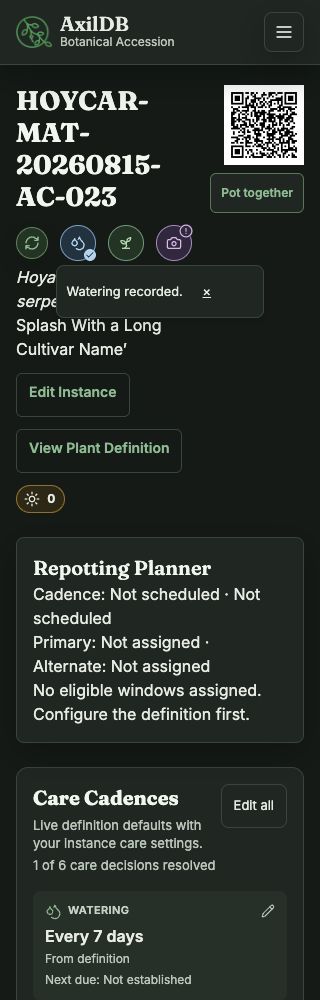 AxilDB
Botanical Accession
HOYCAR-
MAT-
20260815-
AC-023
Pot together
Hoya
serpe
Watering recorded. ×
Splash With a Long
Cultivar Name’
Edit Instance
View Plant Definition
0
Repotting Planner
Cadence: Not scheduled · Not
scheduled
Primary: Not assigned ·
Alternate: Not assigned
No eligible windows assigned.
Configure the definition first.
Care Cadences
Edit all
Live definition defaults with
your instance care settings.
1 of 6 care decisions resolved
WATERING
Every 7 days
From definition
Next due: Not established